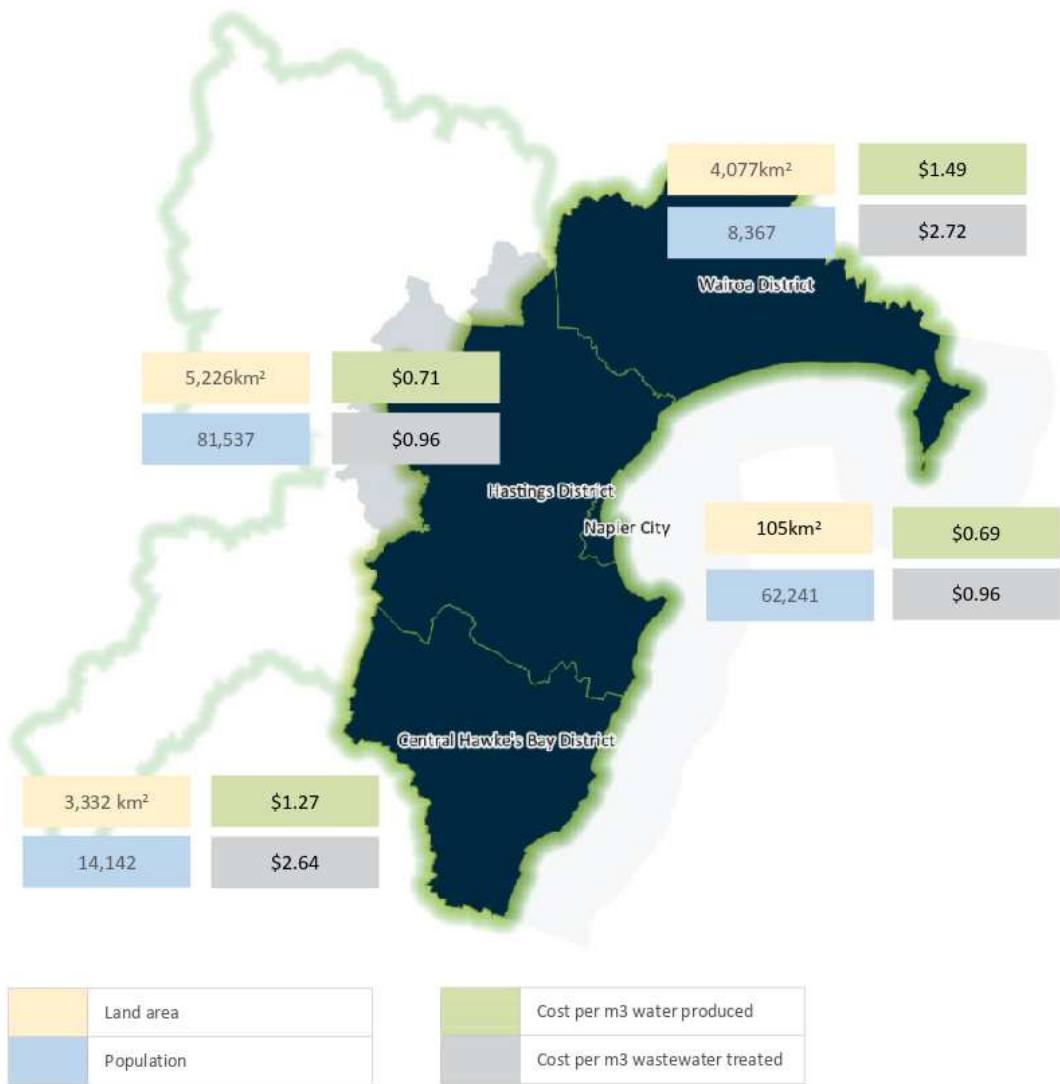 4,077km²
$1.49
8,367
$2.72
Wairoa District
5,226km²
$0.71
81,537
$0.96
Hastings District
Napier City
105km²
$0.69
62,241
$0.96
Central Hawke's Bay District
3,332 km²
$1.27
14,142
$2.64
Land area
Cost per m3 water produced
Population
Cost per m3 wastewater treated